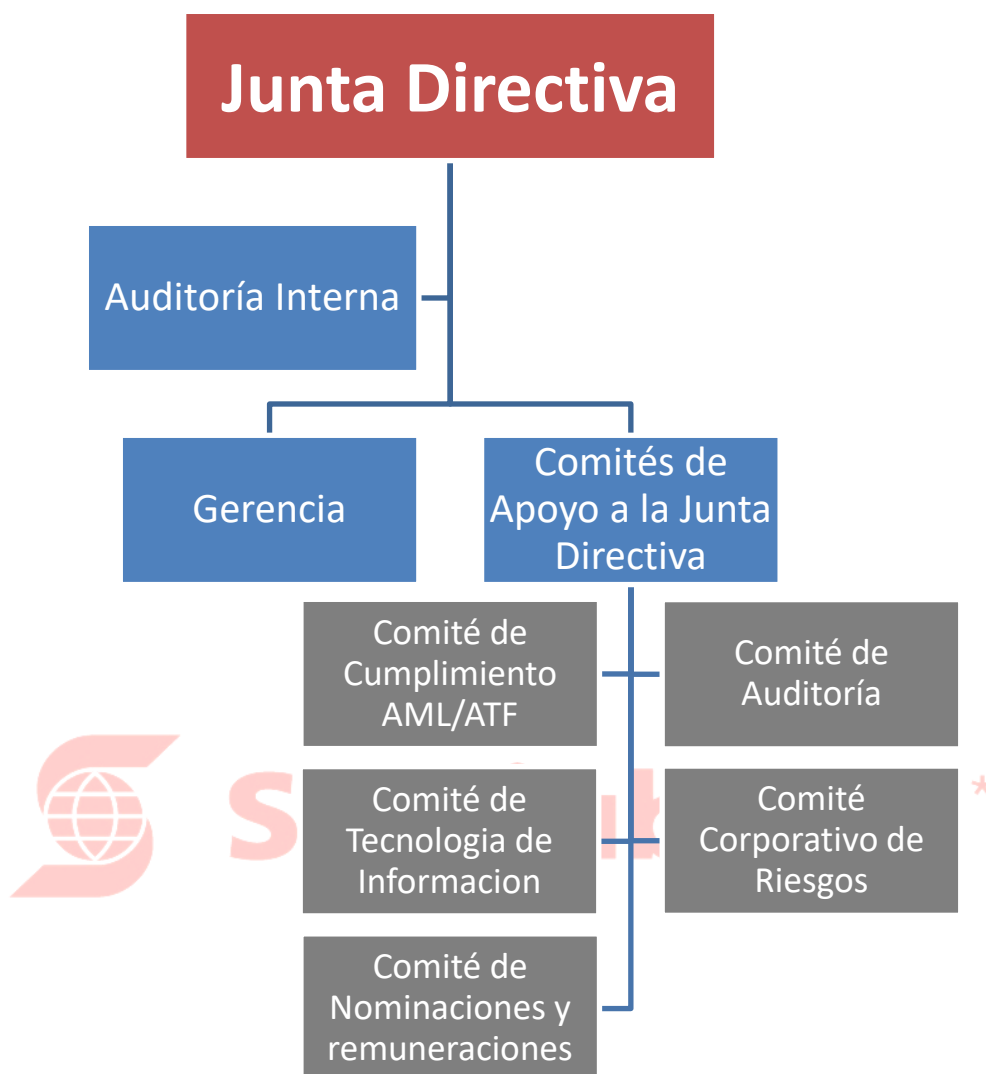 Junta Directiva
Auditoría Interna
Gerencia
Comités de
Apoyo a la Junta
Directiva
Comité de
Cumplimiento
AML/ATF
Comité de
Auditoría
Comité de
Tecnologia de
Informacion
Comité
Corporativo de
Riesgos
Comité de
Nominaciones y
remuneraciones